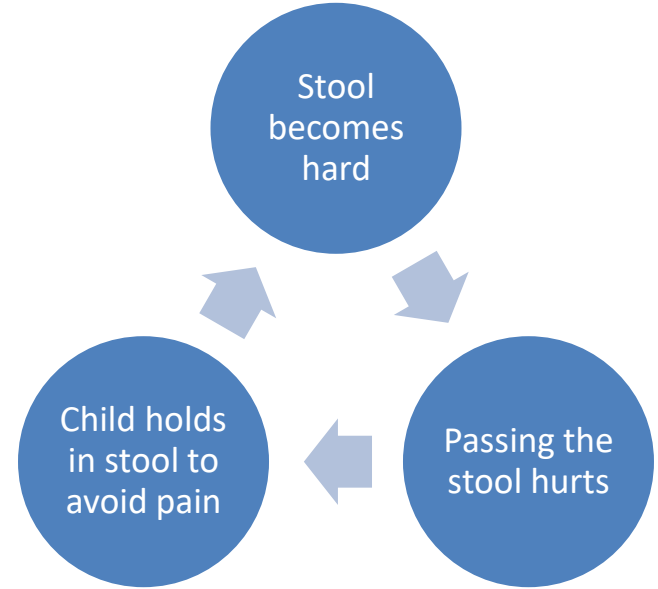 Stool
becomes
hard
Passing the
stool hurts
Child holds
in stool to
avoid pain